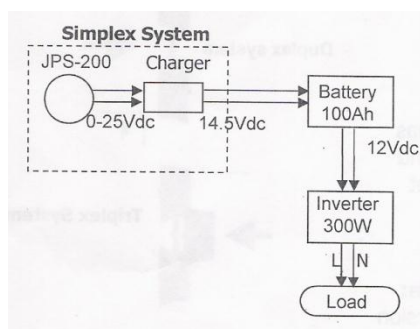 Simplex System
JPS-200
Charger
0-25Vdc
14.5Vdc
Battery
100Ah
12Vdc
Inverter
300W
L
N
Load